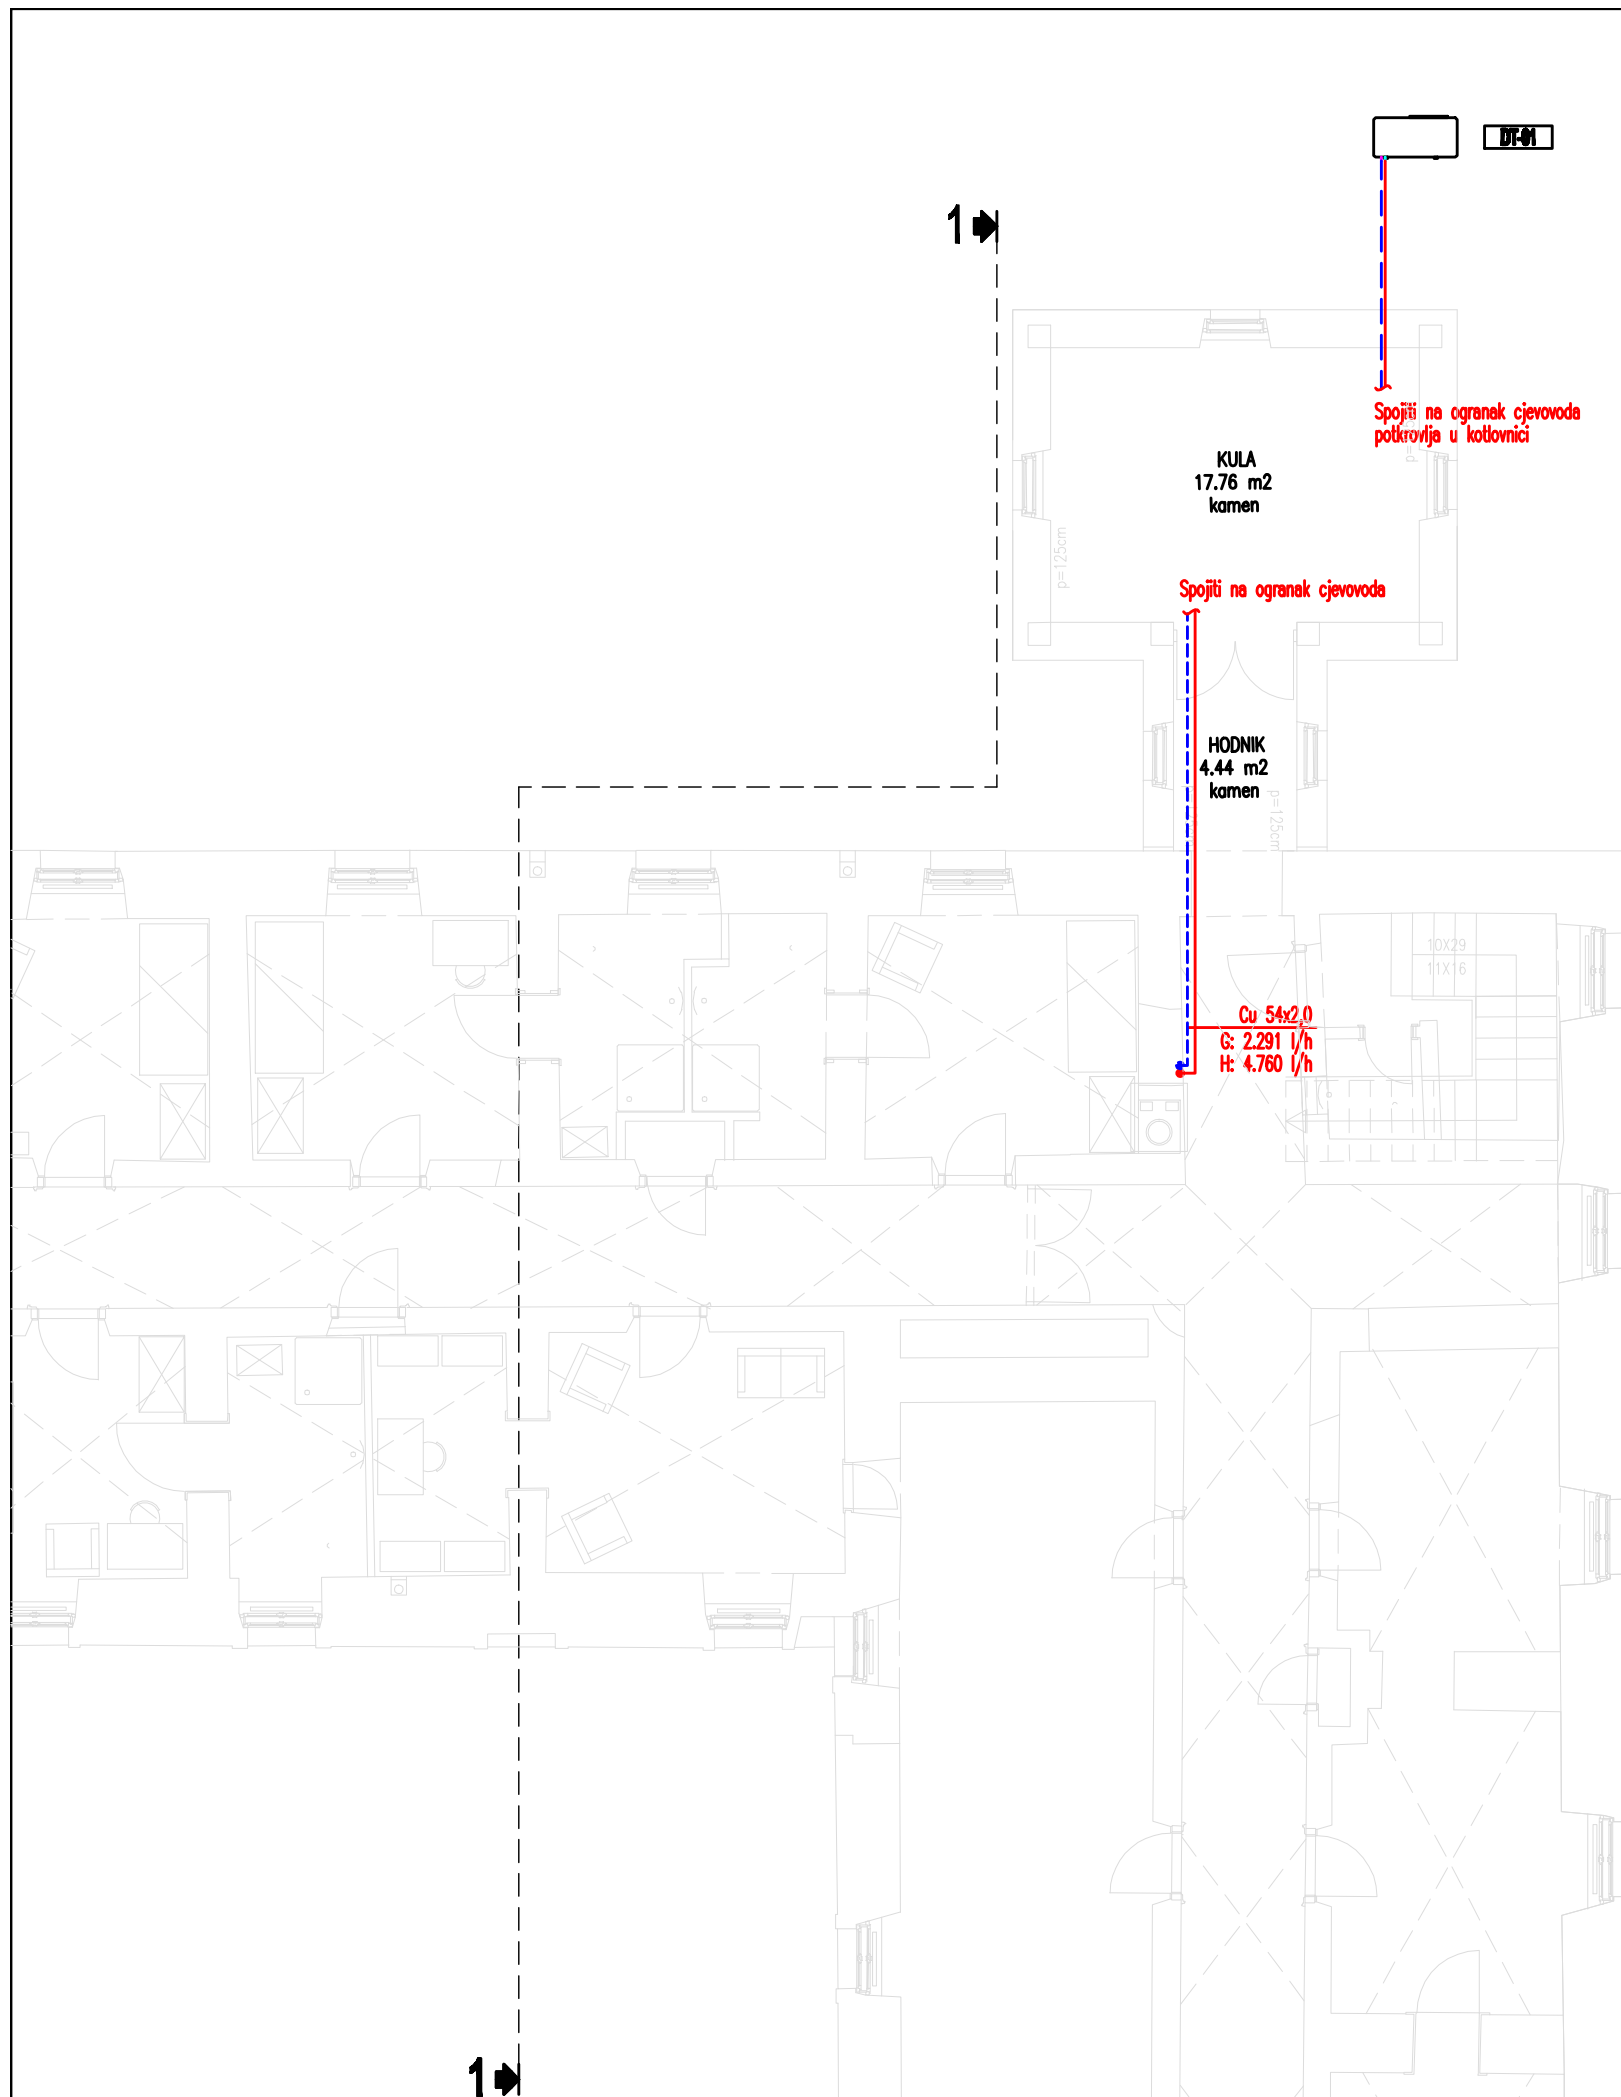 DT-01
1
Spojiti na ogranak cjevovoda
potkrovlja u kotlovnici
KULA
17.76 m2
kamen
p=125cm
Spojiti na ogranak cjevovoda
HODNIK
4.44 m2
kamen
p=125cm
10X29
11X16
Cu 54x2,0
G: 2.291 l/h
H: 4.760 l/h
1